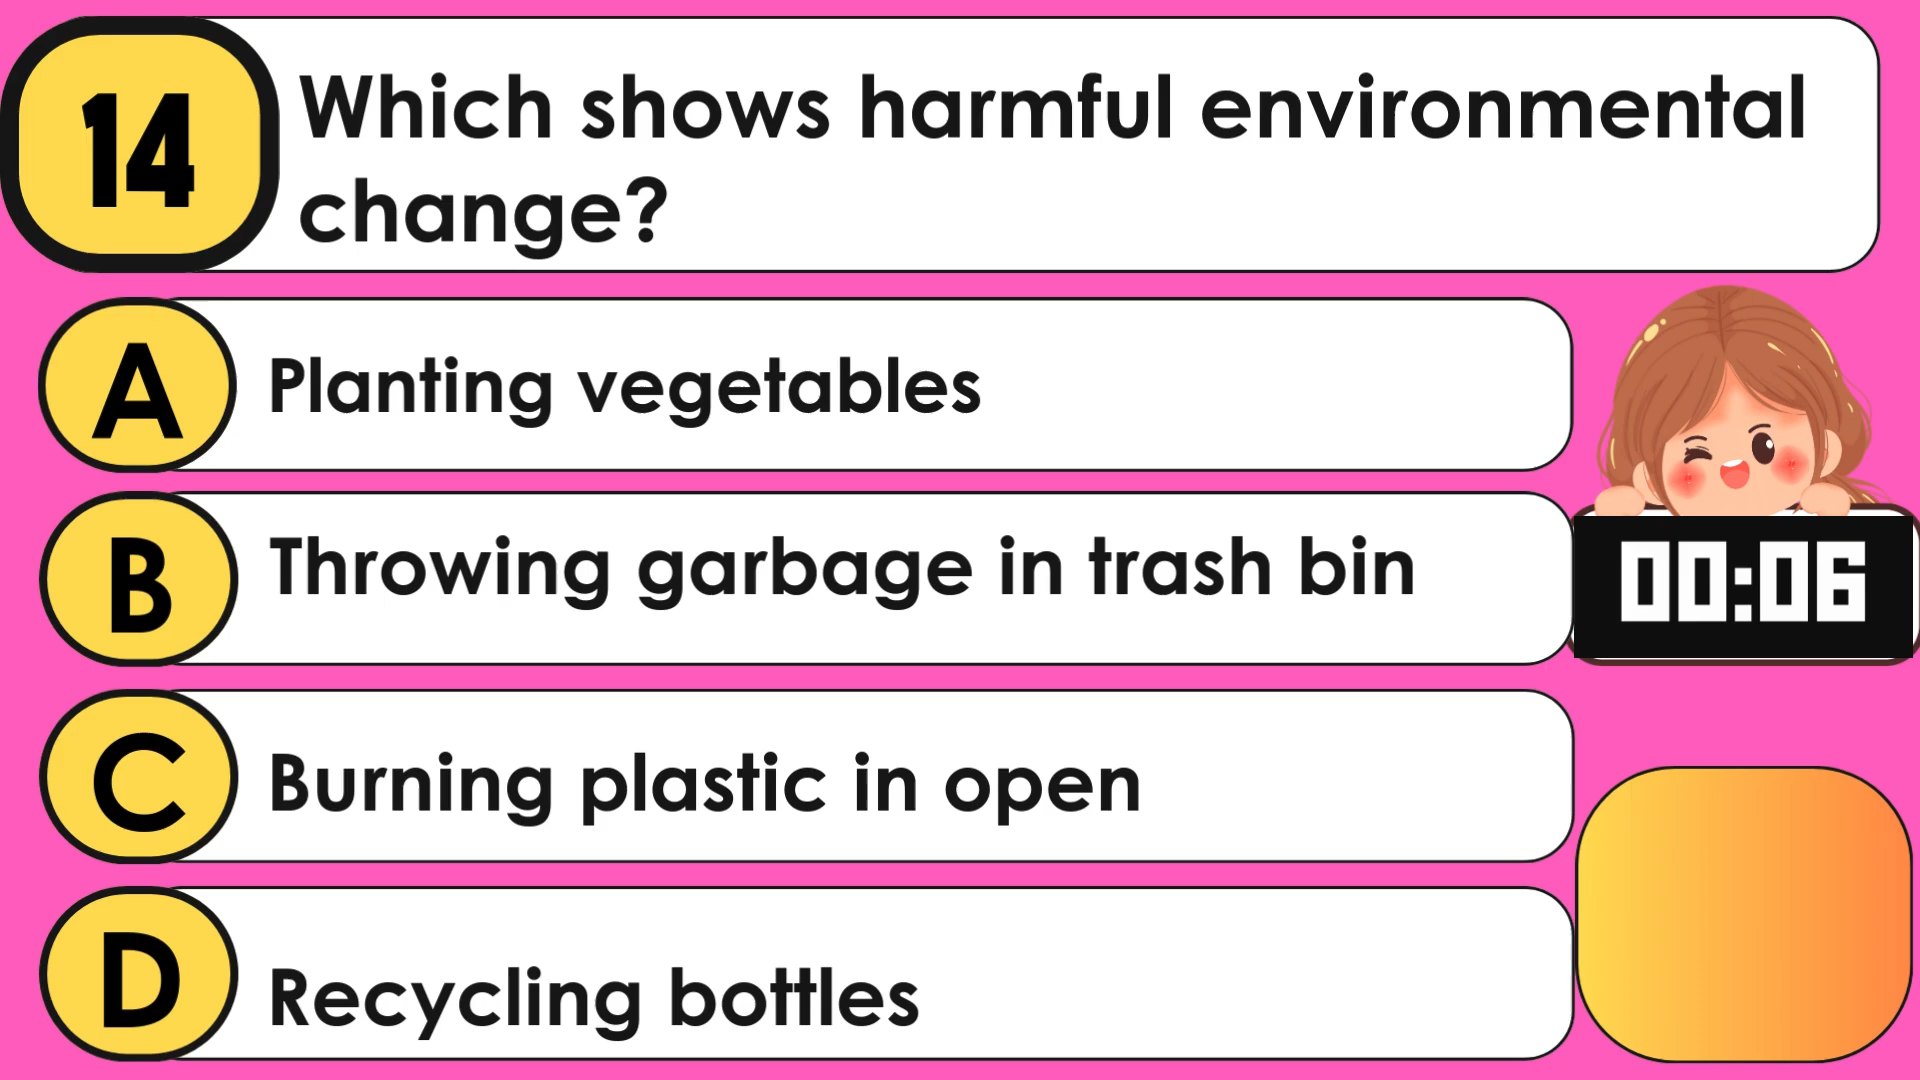 14
Which shows harmful environmental
change?
A
Planting vegetables
B
Throwing garbage in trash bin
00:06
C
Burning plastic in open
D
Recycling bottles